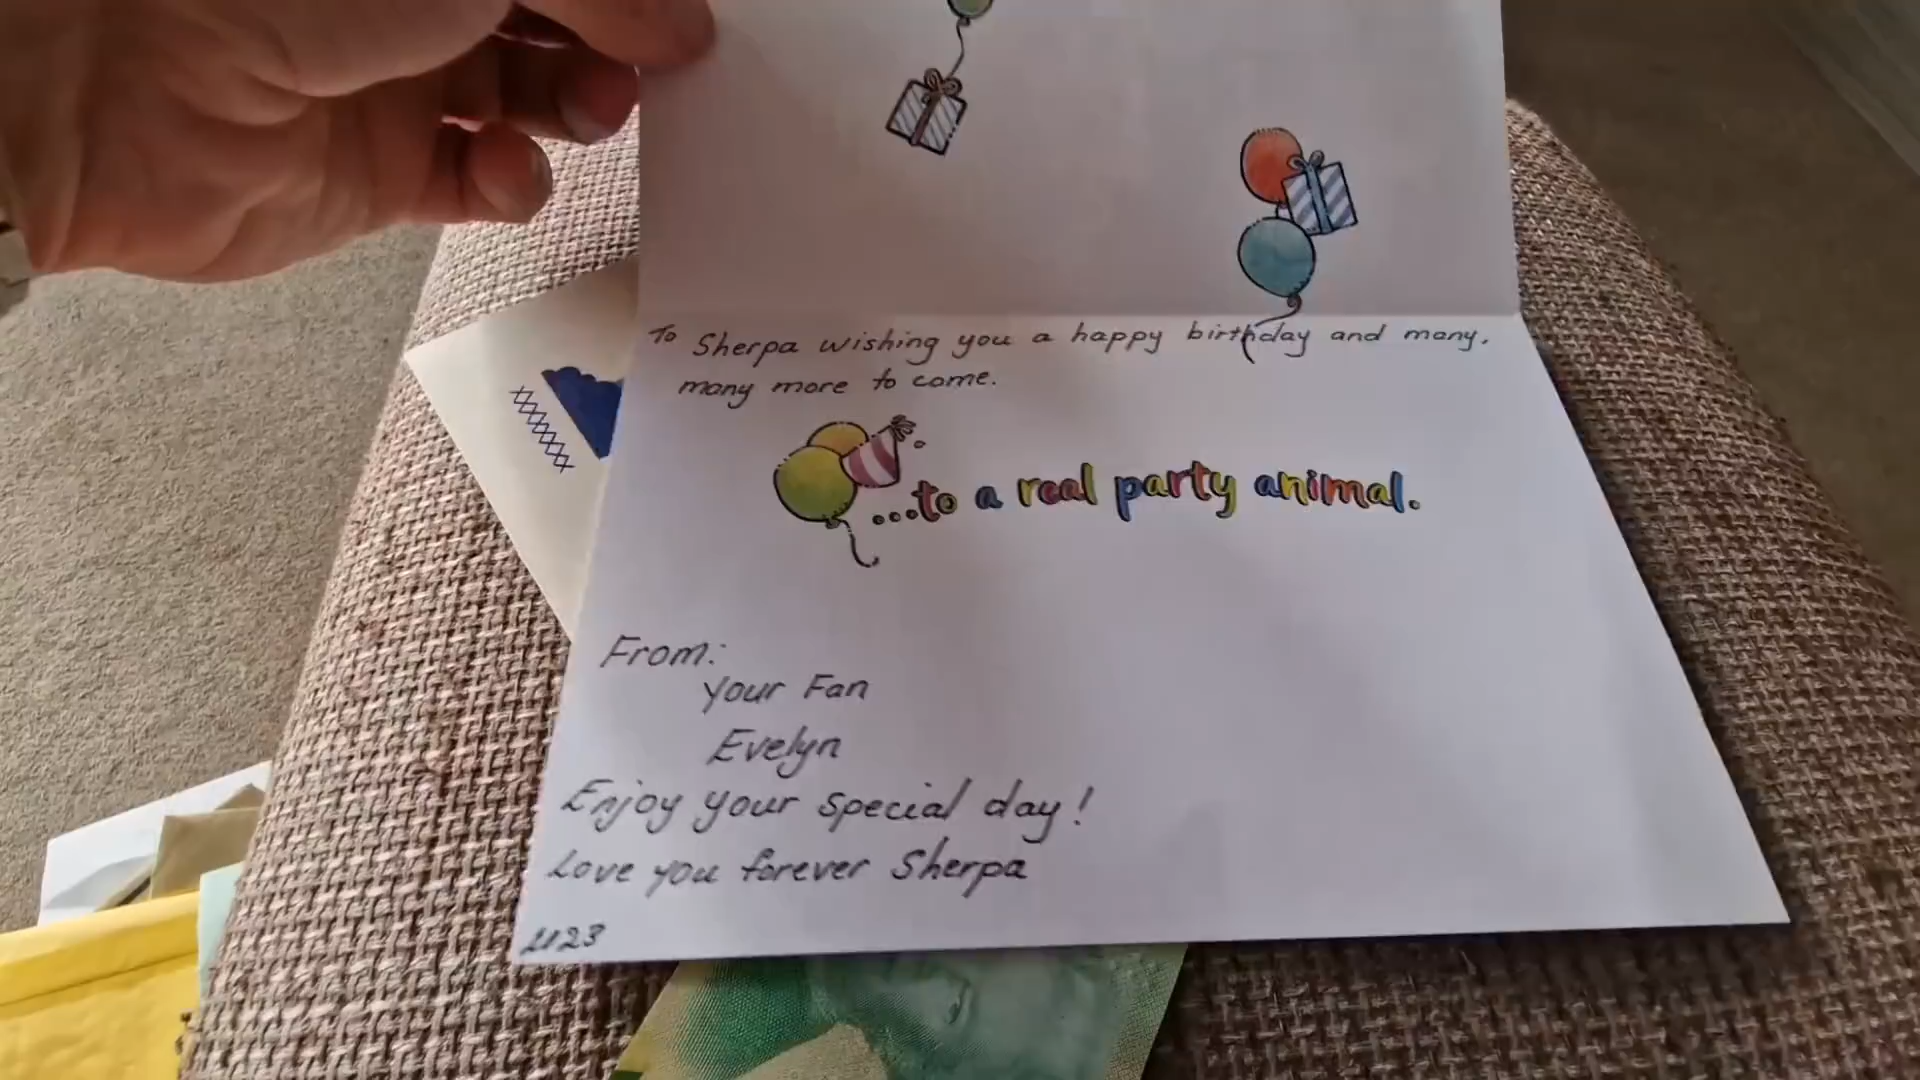 To Sherpa wishing you a happy birthday and many,
many more to come.
...to a real party animal.
From:
Your Fan
Evelyn
Enjoy your special day!
Love you forever Sherpa